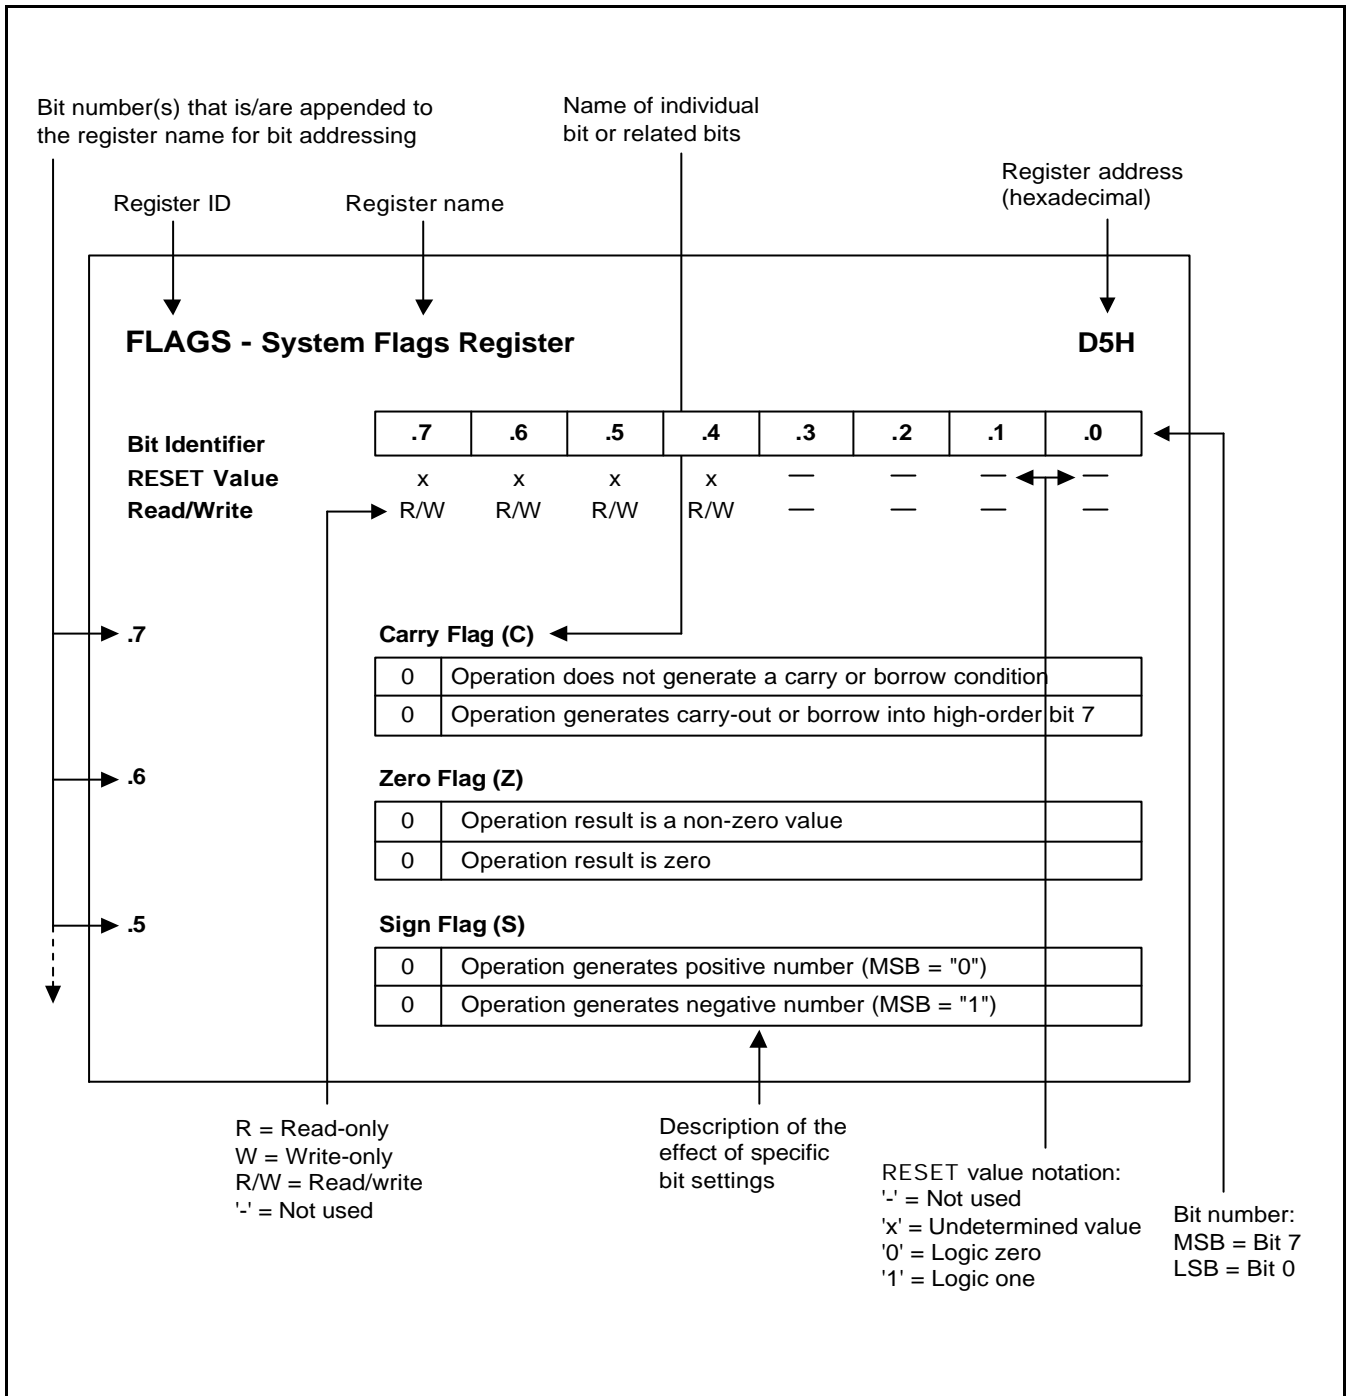 Bit number(s) that is/are appended to
the register name for bit addressing
Name of individual
bit or related bits
Register address
(hexadecimal)
Register ID
Register name
FLAGS - System Flags Register
D5H
Bit Identifier
.7 .6 .5 .4 .3 .2 .1 .0
RESET Value
x x x x — — — —
Read/Write
R/W R/W R/W R/W — — — —
.7
Carry Flag (C)
0 Operation does not generate a carry or borrow condition
0 Operation generates carry-out or borrow into high-order bit 7
.6
Zero Flag (Z)
0 Operation result is a non-zero value
0 Operation result is zero
.5
Sign Flag (S)
0 Operation generates positive number (MSB = "0")
0 Operation generates negative number (MSB = "1")
R = Read-only
W = Write-only
R/W = Read/write
'-' = Not used
Description of the
effect of specific
bit settings
RESET value notation:
'-' = Not used
'x' = Undetermined value
'0' = Logic zero
'1' = Logic one
Bit number:
MSB = Bit 7
LSB = Bit 0